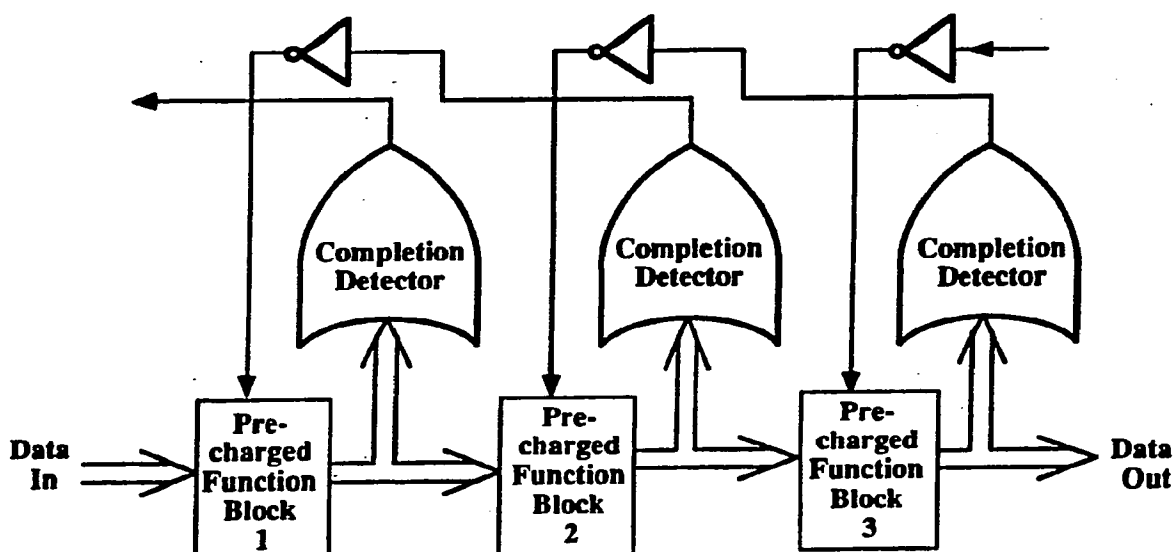 Completion
Detector
Completion
Detector
Completion
Detector
Data
In
Pre-
charged
Function
Block
1
Pre-
charged
Function
Block
2
Pre-
charged
Function
Block
3
Data
Out